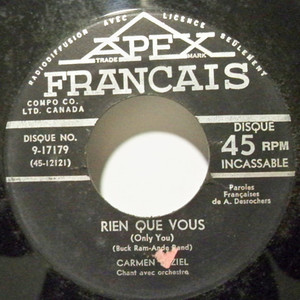 RADIODIFFUSION AVEC LICENCE SEULEMENT
APEX
TRADE MARK
FRANCAIS
COMPO CO.
LTD. CANADA
DISQUE NO.
9-17179
(45-12121)
DISQUE
45 RPM
INCASSABLE
Paroles
Françaises
de A. Desrochers
RIEN QUE VOUS
(Only You)
(Buck Ram-Ande Rand)
CARMEN
Chant avec orchestre